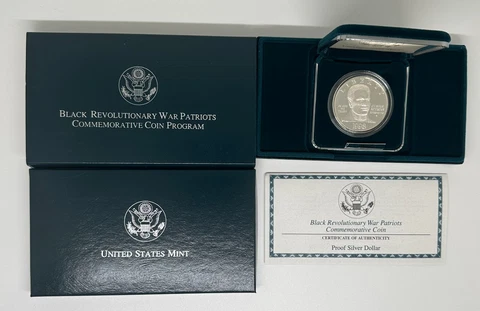 BLACK REVOLUTIONARY WAR PATRIOTS
COMMEMORATIVE COIN PROGRAM
UNITED STATES MINT
Black Revolutionary War Patriots
Commemorative Coin
CERTIFICATE OF AUTHENTICITY
Proof Silver Dollar